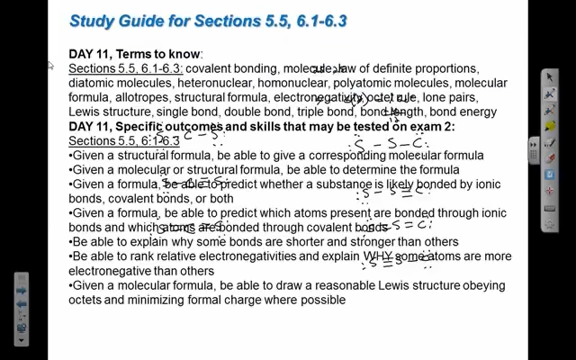 Study Guide for Sections 5.5, 6.1-6.3
DAY 11, Terms to know:
Sections 5.5, 6.1-6.3: covalent bonding, molecule, law of definite proportions,
diatomic molecules, heteronuclear, homonuclear, polyatomic molecules, molecular
formula, allotropes, structural formula, electronegativity, octet rule, lone pairs,
Lewis structure, single bond, double bond, triple bond, bond length, bond energy
DAY 11, Specific outcomes and skills that may be tested on exam 2:
S - C - S:
Sections 5.5, 6.1-6.3
:S - S - C:
•Given a structural formula, be able to give a corresponding molecular formula
•Given a molecular or structural formula, be able to determine the formula
•Given a formula, be able to predict whether a substance is likely bonded by ionic
bonds, covalent bonds, or both
:S - S ≡ C:
•Given a formula, be able to predict which atoms present are bonded through ionic
bonds and which atoms are bonded through covalent bonds
•Be able to explain why some bonds are shorter and stronger than others
•Be able to rank relative electronegativities and explain WHY some atoms are more
electronegative than others
•Given a molecular formula, be able to draw a reasonable Lewis structure obeying
octets and minimizing formal charge where possible